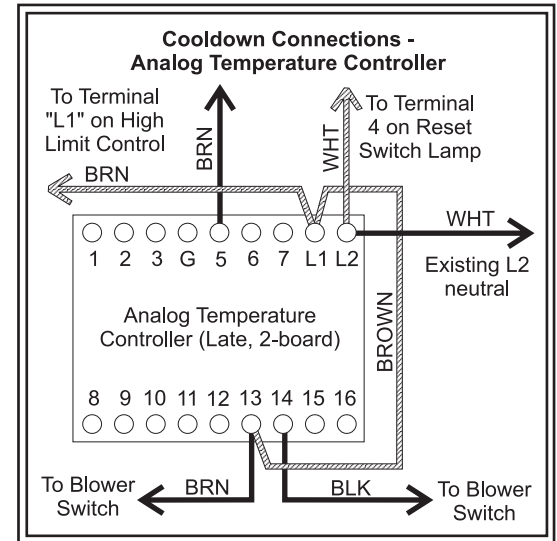 Cooldown Connections -
Analog Temperature Controller
To Terminal
"L1" on High
Limit Control
BRN
To Terminal
4 on Reset
Switch Lamp
WHT
BRN
WHT
Existing L2
neutral
1 2 3 G 5 6 7 L1 L2
Analog Temperature
Controller (Late, 2-board)
BROWN
8 9 10 11 12 13 14 15 16
To Blower
Switch
BRN
BLK
To Blower
Switch